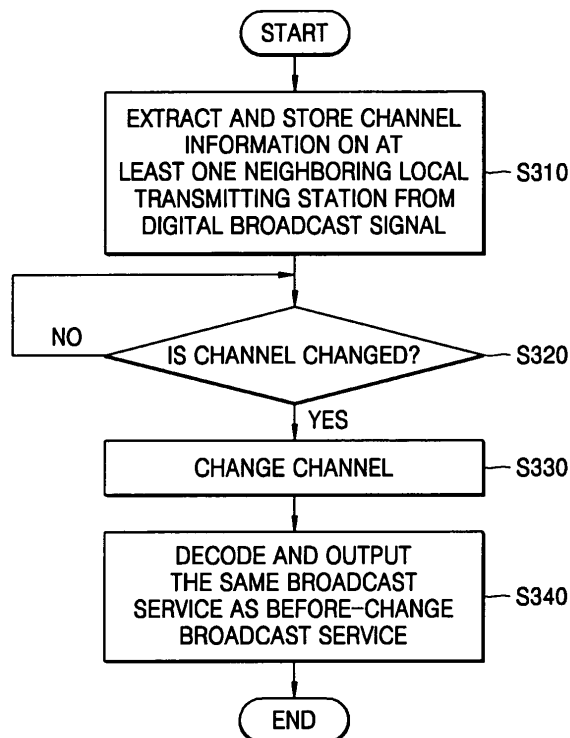 START
EXTRACT AND STORE CHANNEL
INFORMATION ON AT
LEAST ONE NEIGHBORING LOCAL
TRANSMITTING STATION FROM
DIGITAL BROADCAST SIGNAL
S310
NO
IS CHANNEL CHANGED?
S320
YES
CHANGE CHANNEL
S330
DECODE AND OUTPUT
THE SAME BROADCAST
SERVICE AS BEFORE-CHANGE
BROADCAST SERVICE
S340
END